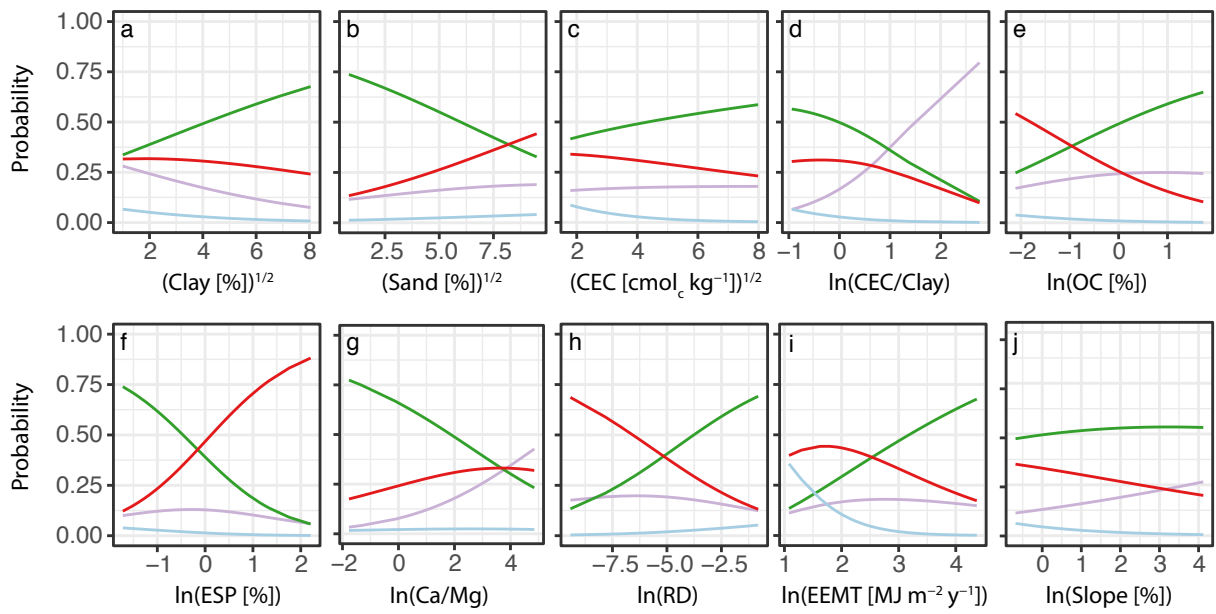 a b c d e
1.00
0.75
0.50
0.25
0.00
Probability
2 4 6 8
2.5 5.0 7.5
2 4 6 8
−1 0 1 2
−2 −1 0 1
(Clay [%])1/2
(Sand [%])1/2
(CEC [cmolc kg−1])1/2
ln(CEC/Clay)
ln(OC [%])
f g h i j
1.00
0.75
0.50
0.25
0.00
Probability
−1 0 1 2
−2 0 2 4
−7.5 −5.0 −2.5
1 2 3 4
0 1 2 3 4
ln(ESP [%])
ln(Ca/Mg)
ln(RD)
ln(EEMT [MJ m−2 y−1])
ln(Slope [%])